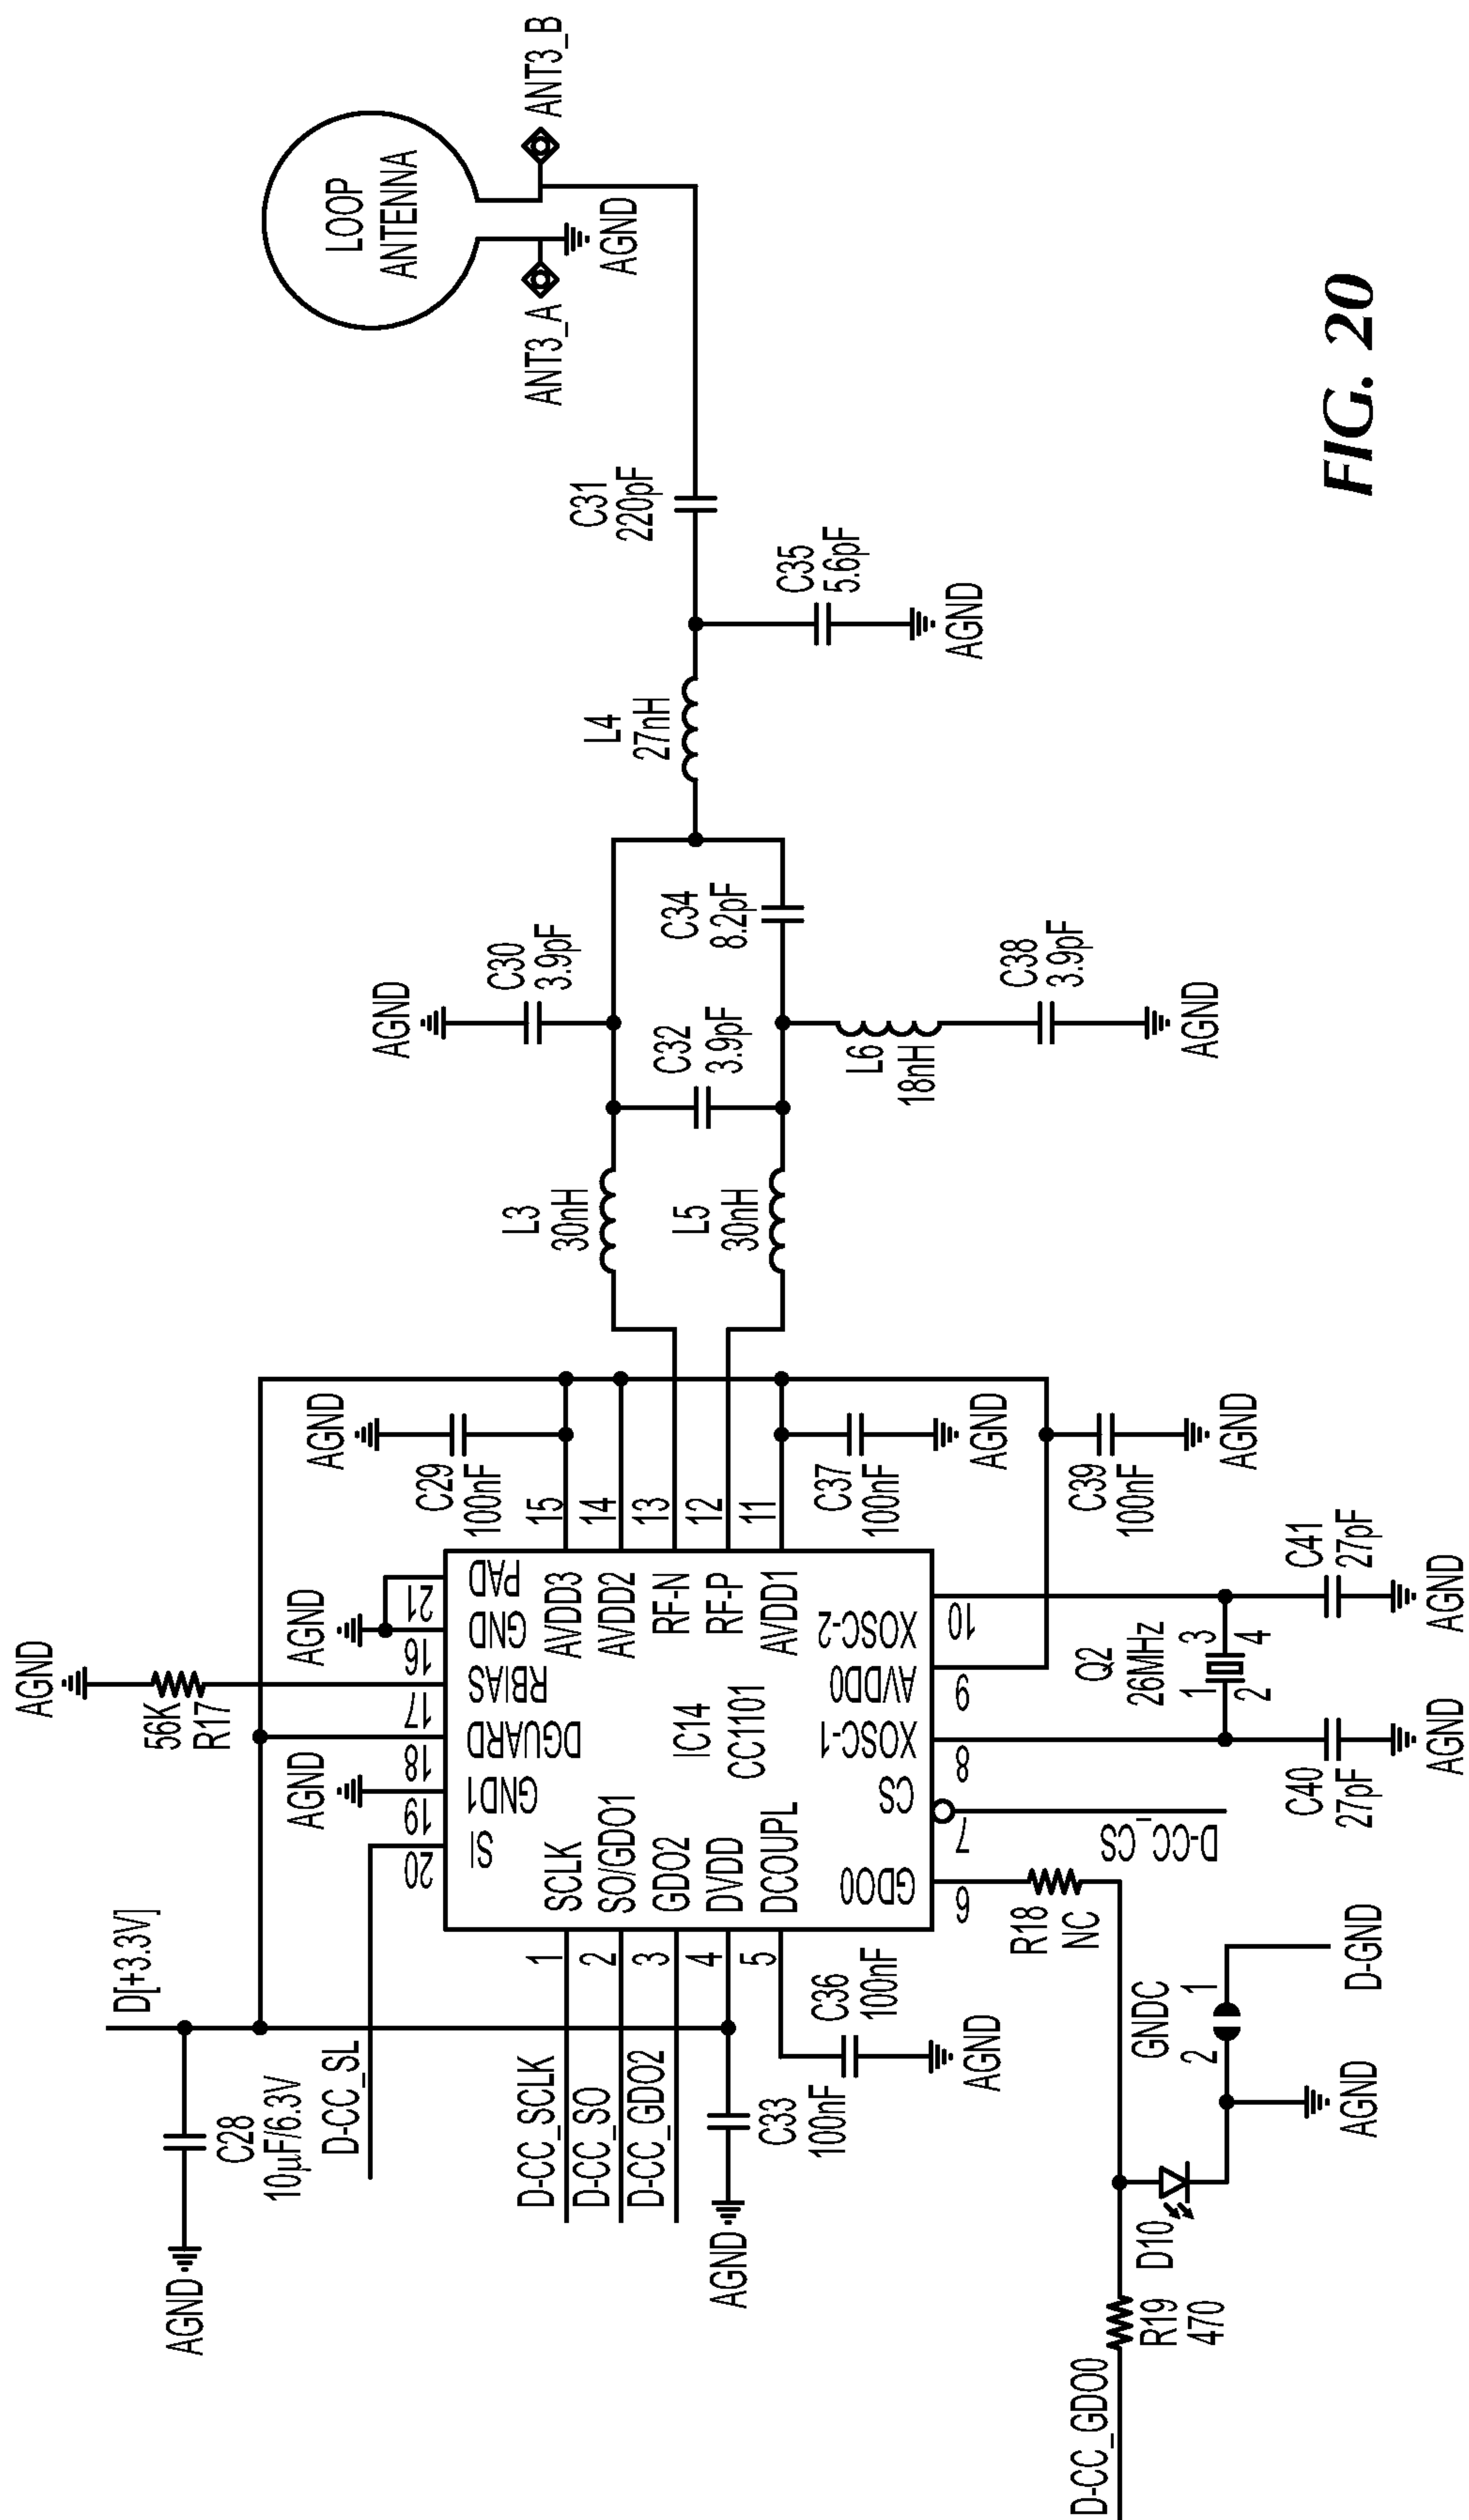 D[+3.3V]
C28
10µF/6.3V
AGND
D-CC_SL
D-CC_SCLK
D-CC_SO
D-CC_GDO2
AGND
C33
100nF
C36
100nF
AGND
AGND
56K
R17
AGND
AGND
20
19
18
17
16
21
SI
GND1
DGUARD
RBIAS
GND
PAD
1
2
3
4
5
SCLK
SO/GDO1
GDO2
DVDD
DCOUPL
IC14
CC1101
AVDD3
AVDD2
RF-N
RF-P
AVDD1
15
14
13
12
11
GDO0
CS
XOSC-1
AVDD0
XOSC-2
6
7
8
9
10
R18
NC
D-CC_CS
D-CC_GDO0
R19
470
D10
GNDC
2
1
AGND
D-GND
Q2
26MHz
1
3
2
4
C40
27pF
AGND
C41
27pF
AGND
AGND
C29
100nF
C37
100nF
AGND
C39
100nF
AGND
L3
30nH
L5
30nH
AGND
C30
3.9pF
C32
3.9pF
C34
8.2pF
L6
18nH
C38
3.9pF
AGND
L4
27nH
C35
5.6pF
AGND
C31
220pF
LOOP
ANTENNA
ANT3_A
ANT3_B
AGND
FIG. 20